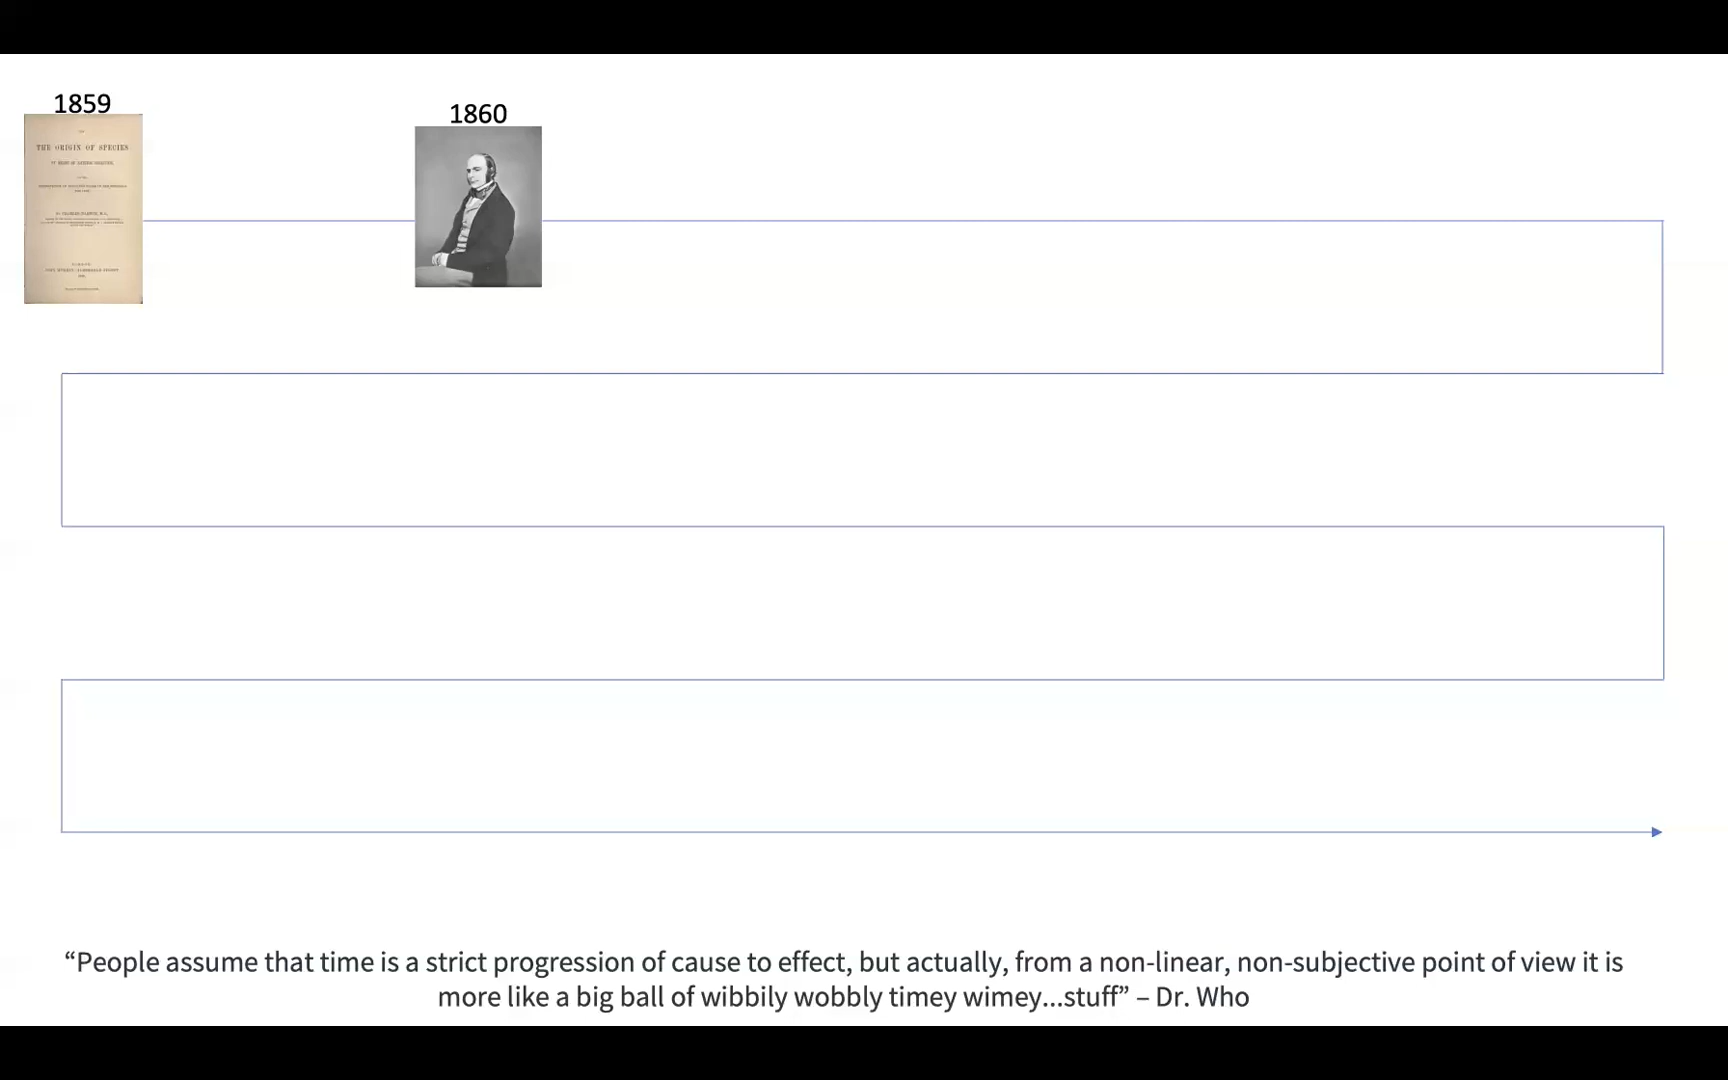 1859
1860
THE ORIGIN OF SPECIES
“People assume that time is a strict progression of cause to effect, but actually, from a non-linear, non-subjective point of view it is
more like a big ball of wibbily wobbly timey wimey...stuff” – Dr. Who